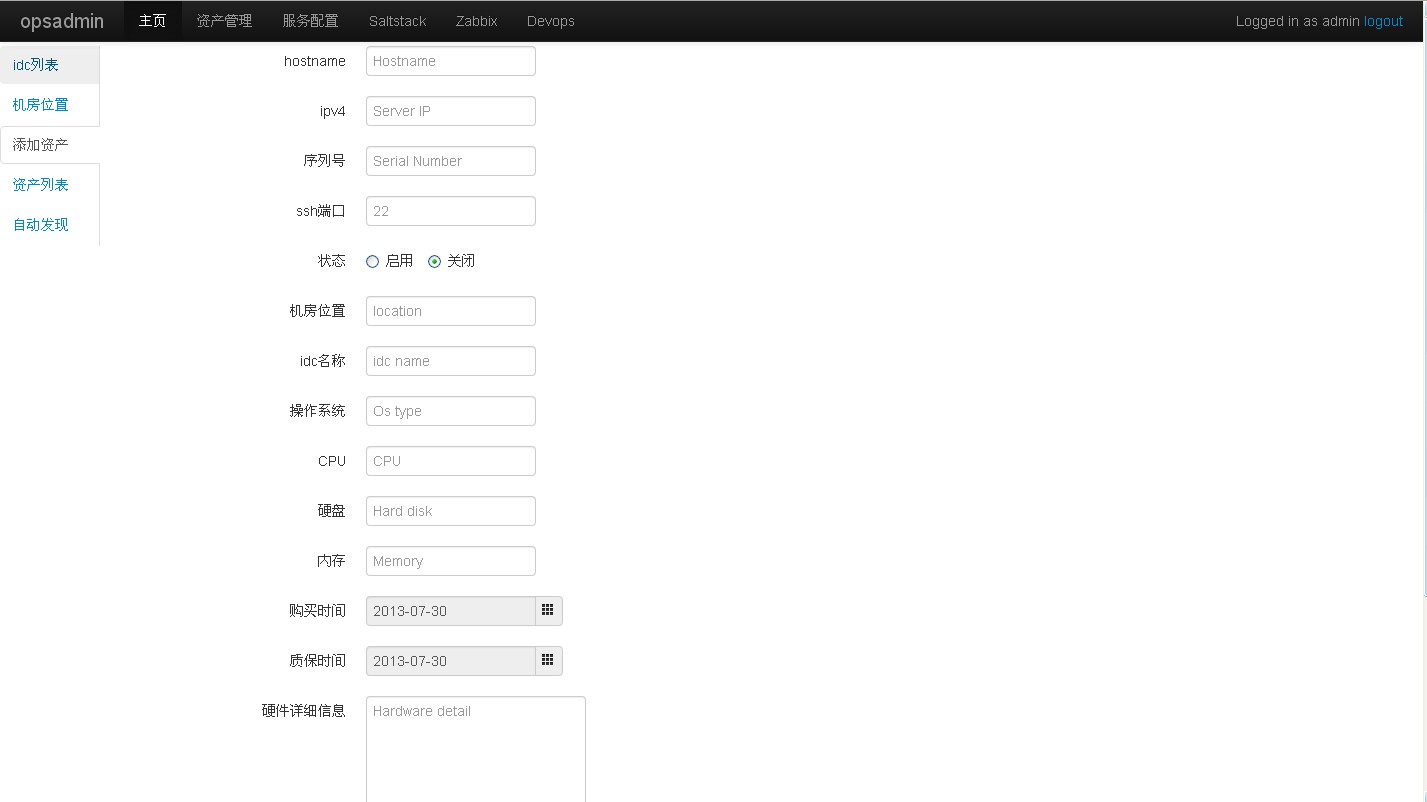 opsadmin 主页 资产管理 服务配置 Saltstack Zabbix Devops Logged in as admin logout
idc列表
机房位置
添加资产
资产列表
自动发现
hostname Hostname
ipv4 Server IP
序列号 Serial Number
ssh端口 22
状态 启用 关闭
机房位置 location
idc名称 idc name
操作系统 Os type
CPU CPU
硬盘 Hard disk
内存 Memory
购买时间 2013-07-30
质保时间 2013-07-30
硬件详细信息 Hardware detail